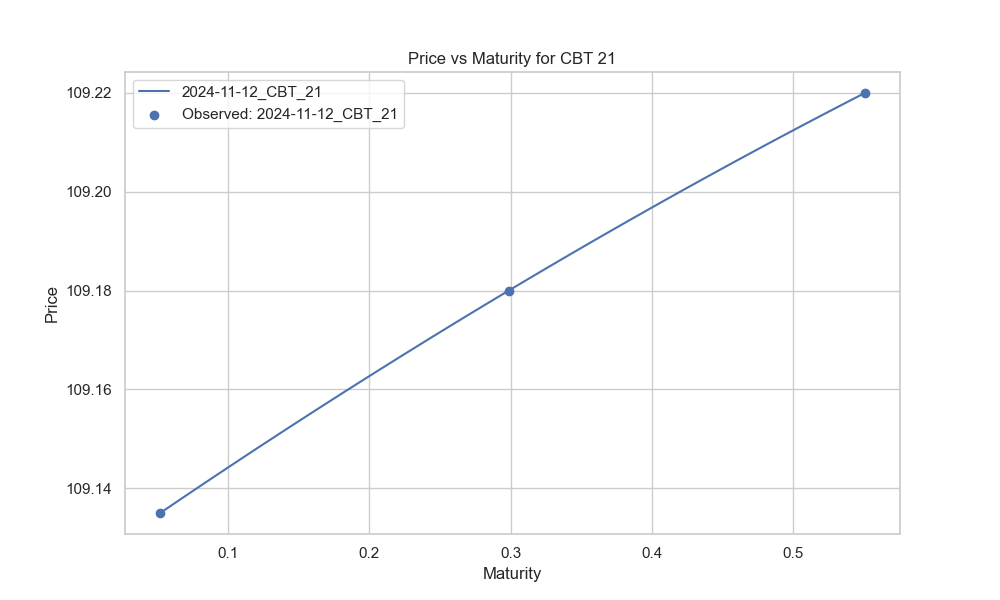 Price vs Maturity for CBT 21
2024-11-12_CBT_21
Observed: 2024-11-12_CBT_21
109.22
109.20
109.18
109.16
109.14
Price
0.1 0.2 0.3 0.4 0.5
Maturity